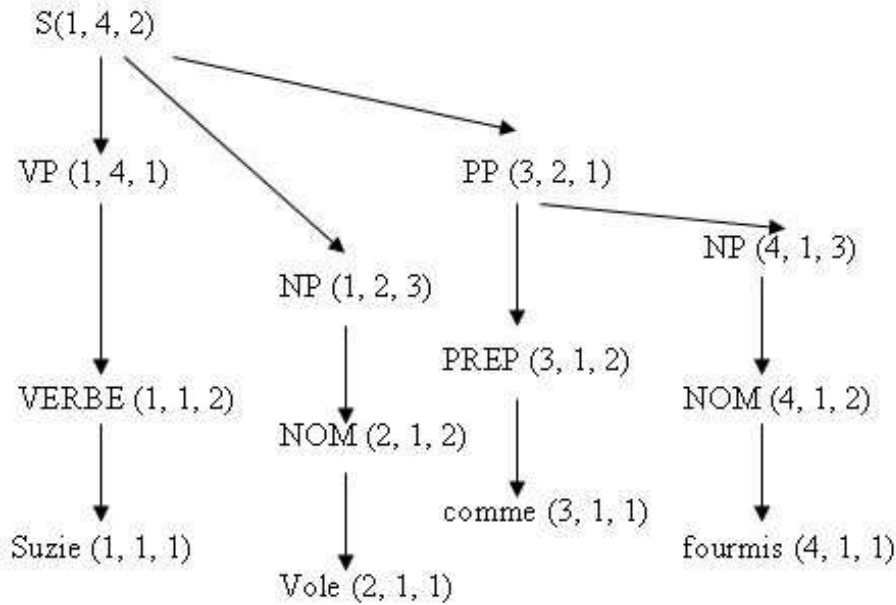 S(1, 4, 2)
VP (1, 4, 1)
PP (3, 2, 1)
NP (4, 1, 3)
NP (1, 2, 3)
PREP (3, 1, 2)
VERBE (1, 1, 2)
NOM (4, 1, 2)
NOM (2, 1, 2)
comme (3, 1, 1)
Suzie (1, 1, 1)
fourmis (4, 1, 1)
Vole (2, 1, 1)